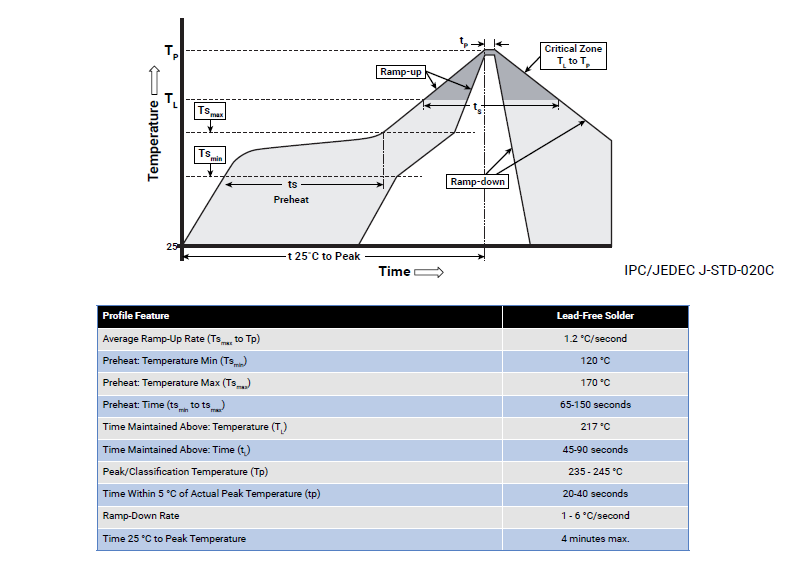 tP
Critical Zone
TL to TP
TP
Ramp-up
TL
Tsmax
ts
Tsmin
Temperature
ts
Preheat
Ramp-down
25
t 25˚C to Peak
Time
IPC/JEDEC J-STD-020C
Profile Feature Lead-Free Solder
Average Ramp-Up Rate (Tsmax to Tp) 1.2 °C/second
Preheat: Temperature Min (Tsmin) 120 °C
Preheat: Temperature Max (Tsmax) 170 °C
Preheat: Time (tsmin to tsmax) 65-150 seconds
Time Maintained Above: Temperature (TL) 217 °C
Time Maintained Above: Time (tL) 45-90 seconds
Peak/Classification Temperature (Tp) 235 - 245 °C
Time Within 5 °C of Actual Peak Temperature (tp) 20-40 seconds
Ramp-Down Rate 1 - 6 °C/second
Time 25 °C to Peak Temperature 4 minutes max.